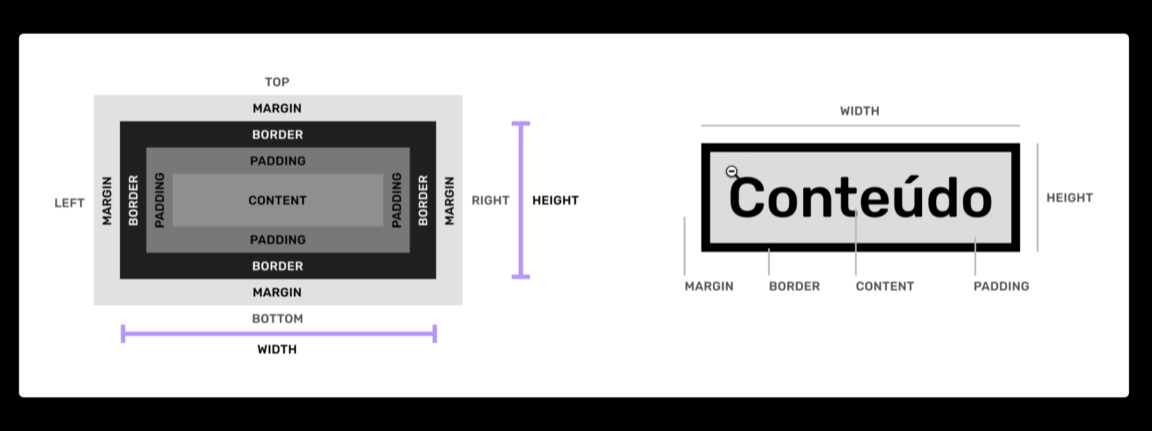 TOP
MARGIN
BORDER
PADDING
LEFT
MARGIN
BORDER
PADDING
CONTENT
PADDING
BORDER
MARGIN
RIGHT
HEIGHT
PADDING
BORDER
MARGIN
BOTTOM
WIDTH
WIDTH
Conteúdo
HEIGHT
MARGIN BORDER CONTENT PADDING